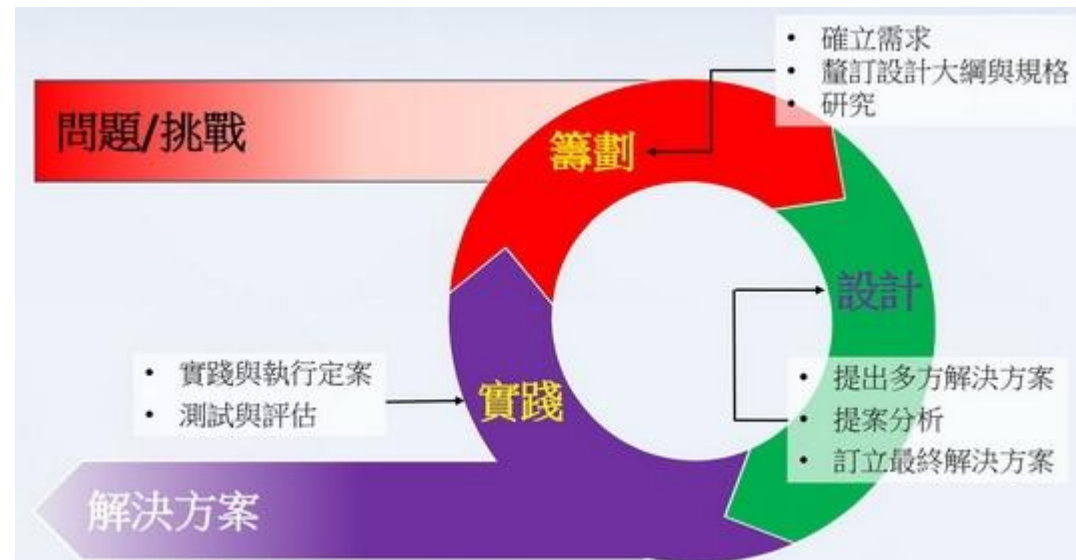 問題/挑戰
籌劃
• 確立需求
• 釐訂設計大綱與規格
• 研究
設計
• 提出多方解決方案
• 提案分析
• 訂立最終解決方案
實踐
• 實踐與執行定案
• 測試與評估
解決方案